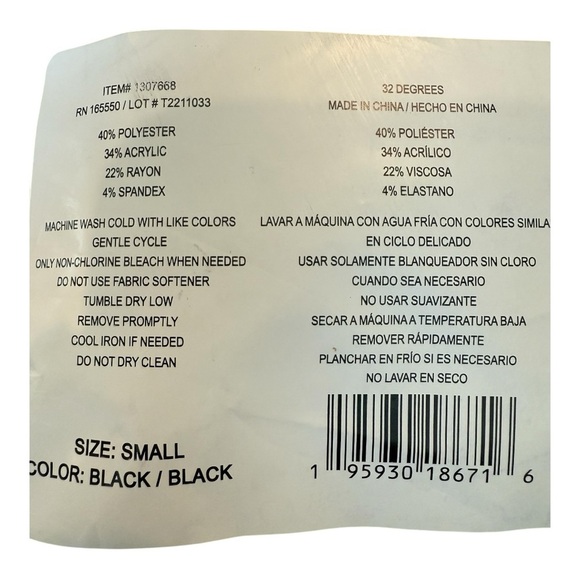 ITEM# 1307668
RN 165550 / LOT # T2211033
40% POLYESTER
34% ACRYLIC
22% RAYON
4% SPANDEX
MACHINE WASH COLD WITH LIKE COLORS
GENTLE CYCLE
ONLY NON-CHLORINE BLEACH WHEN NEEDED
DO NOT USE FABRIC SOFTENER
TUMBLE DRY LOW
REMOVE PROMPTLY
COOL IRON IF NEEDED
DO NOT DRY CLEAN
SIZE: SMALL
COLOR: BLACK / BLACK
32 DEGREES
MADE IN CHINA / HECHO EN CHINA
40% POLIÉSTER
34% ACRÍLICO
22% VISCOSA
4% ELASTANO
LAVAR A MÁQUINA CON AGUA FRÍA CON COLORES SIMILA
EN CICLO DELICADO
USAR SOLAMENTE BLANQUEADOR SIN CLORO
CUANDO SEA NECESARIO
NO USAR SUAVIZANTE
SECAR A MÁQUINA A TEMPERATURA BAJA
REMOVER RÁPIDAMENTE
PLANCHAR EN FRÍO SI ES NECESARIO
NO LAVAR EN SECO
1 95930 18671 6